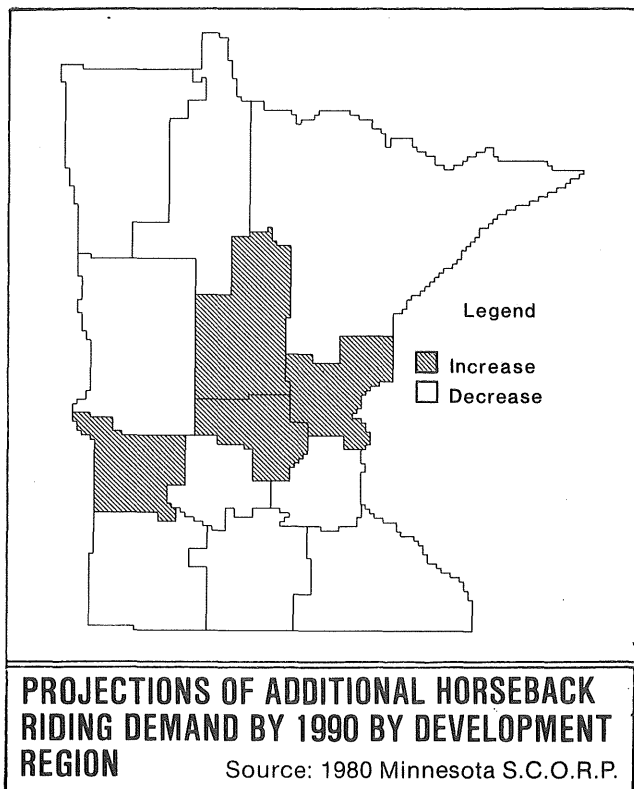 Legend
Increase
Decrease
PROJECTIONS OF ADDITIONAL HORSEBACK
RIDING DEMAND BY 1990 BY DEVELOPMENT
REGION Source: 1980 Minnesota S.C.O.R.P.